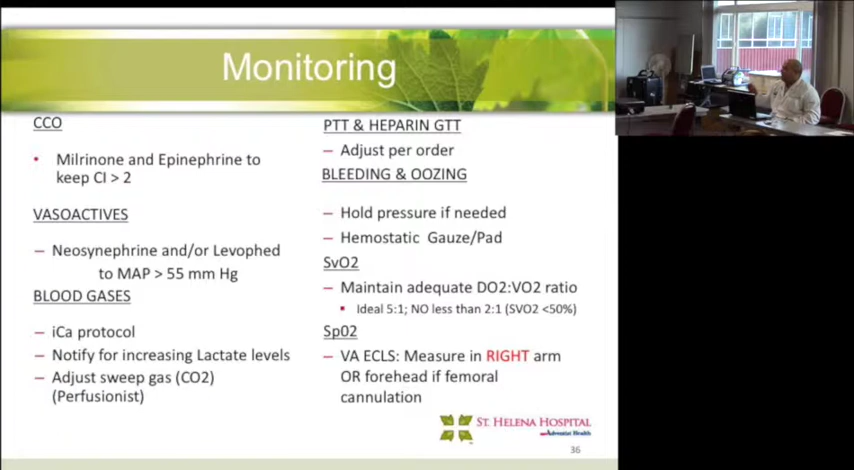 Monitoring
CCO
• Milrinone and Epinephrine to
keep CI > 2
VASOACTIVES
– Neosynephrine and/or Levophed
to MAP > 55 mm Hg
BLOOD GASES
– iCa protocol
– Notify for increasing Lactate levels
– Adjust sweep gas (CO2)
(Perfusionist)
PTT & HEPARIN GTT
– Adjust per order
BLEEDING & OOZING
– Hold pressure if needed
– Hemostatic Gauze/Pad
SvO2
– Maintain adequate DO2:VO2 ratio
▪ Ideal 5:1; NO less than 2:1 (SVO2 <50%)
Sp02
– VA ECLS: Measure in RIGHT arm
OR forehead if femoral
cannulation
ST. HELENA HOSPITAL
Adventist Health
36